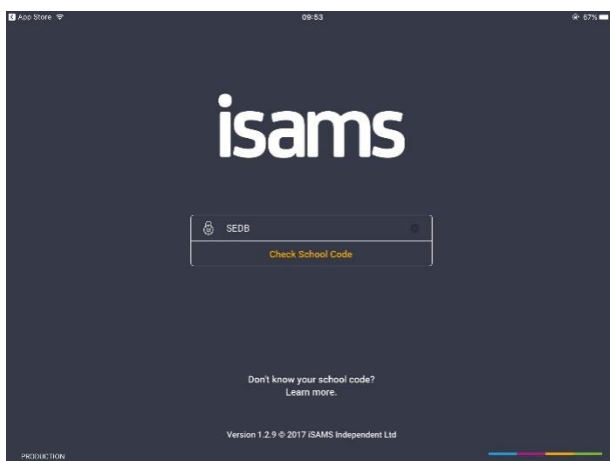 App Store
09:53
67%
isams
SEDB
Check School Code
Don't know your school code?
Learn more.
Version 1.2.9 © 2017 iSAMS Independent Ltd
PRODUCTION